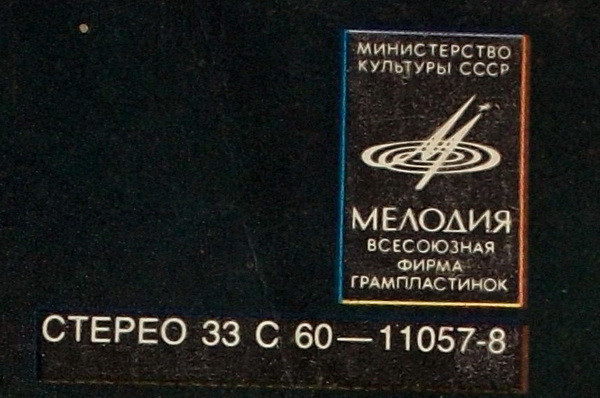 МИНИСТЕРСТВО
КУЛЬТУРЫ СССР
МЕЛОДИЯ
ВСЕСОЮЗНАЯ
ФИРМА
ГРАМПЛАСТИНОК
СТЕРЕО 33 С 60—11057-8